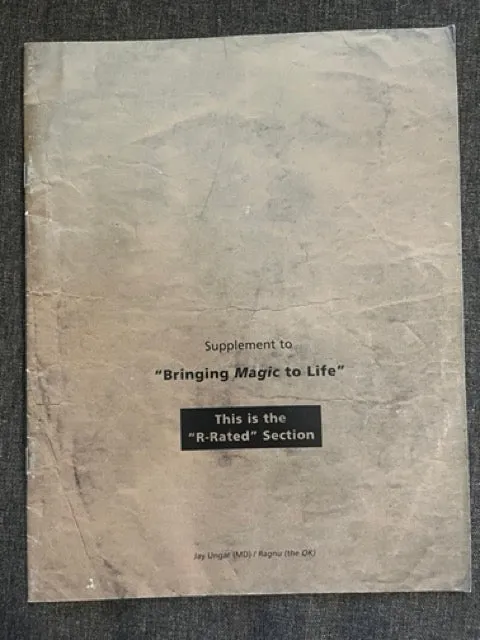 Supplement to
"Bringing Magic to Life"
This is the
"R-Rated" Section
Jay Ungar (MD) / Ragnu (the OK)